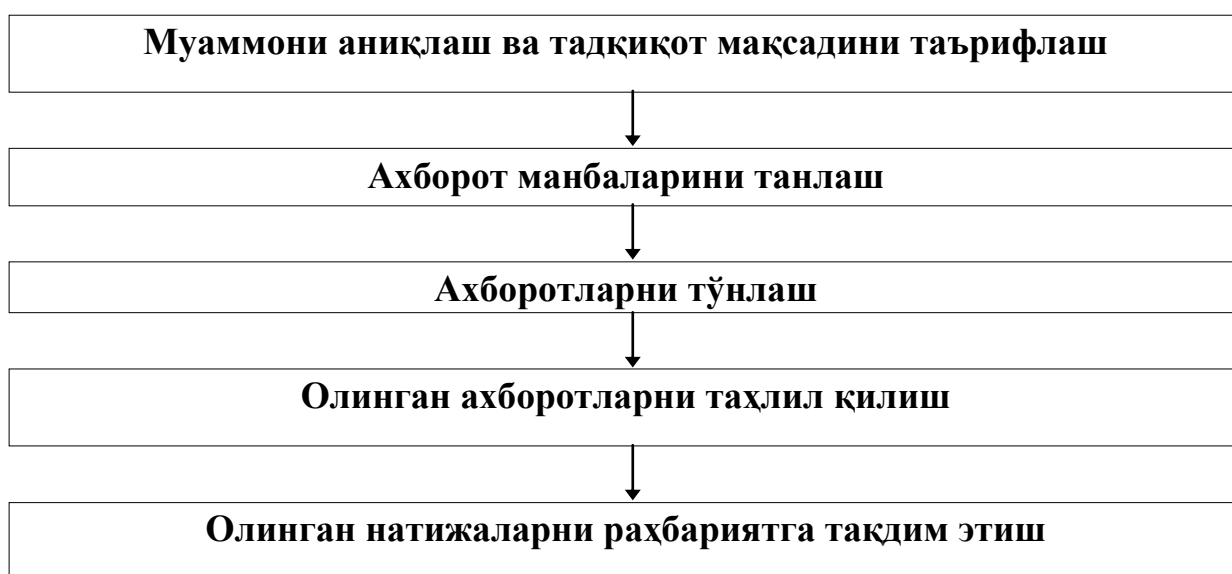 Муаммони аниқлаш ва тадқиқот мақсадини таърифлаш
Ахборот манбаларини танлаш
Ахборотларни тўнлаш
Олинган ахборотларни таҳлил қилиш
Олинган натижаларни раҳбариятга тақдим этиш